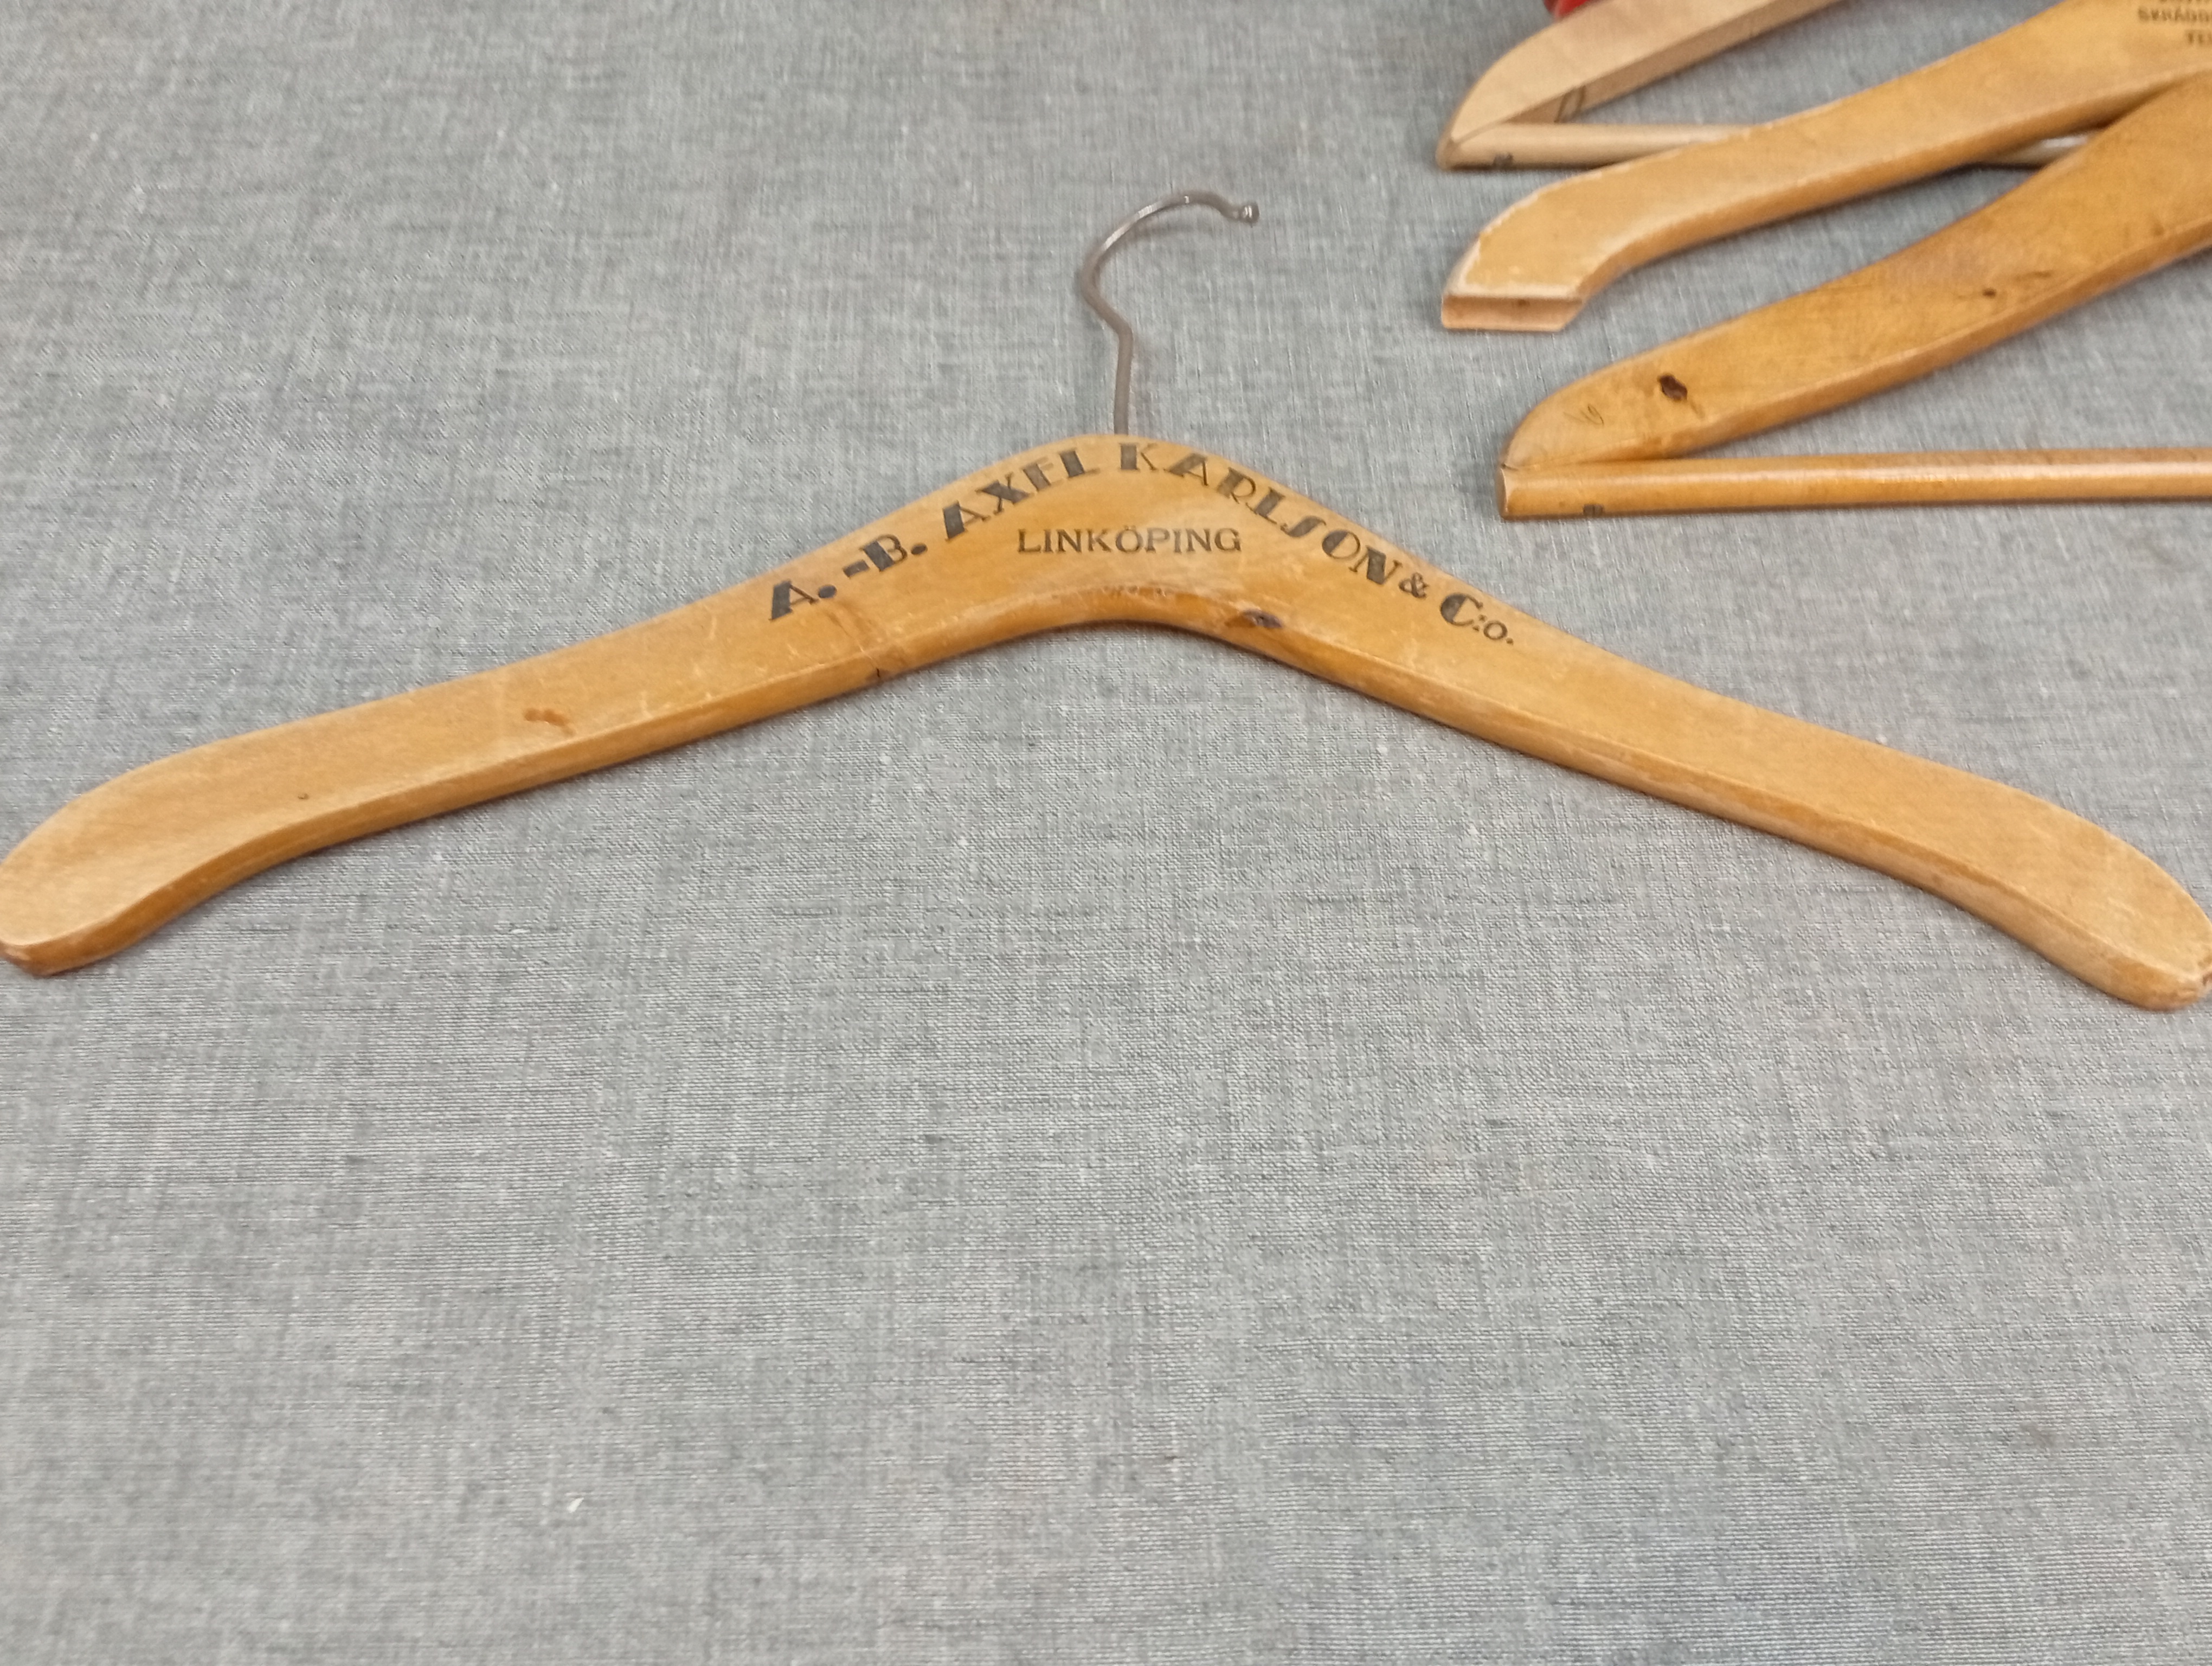 A.-B. AXEL KARLSON & C:o.
LINKÖPING